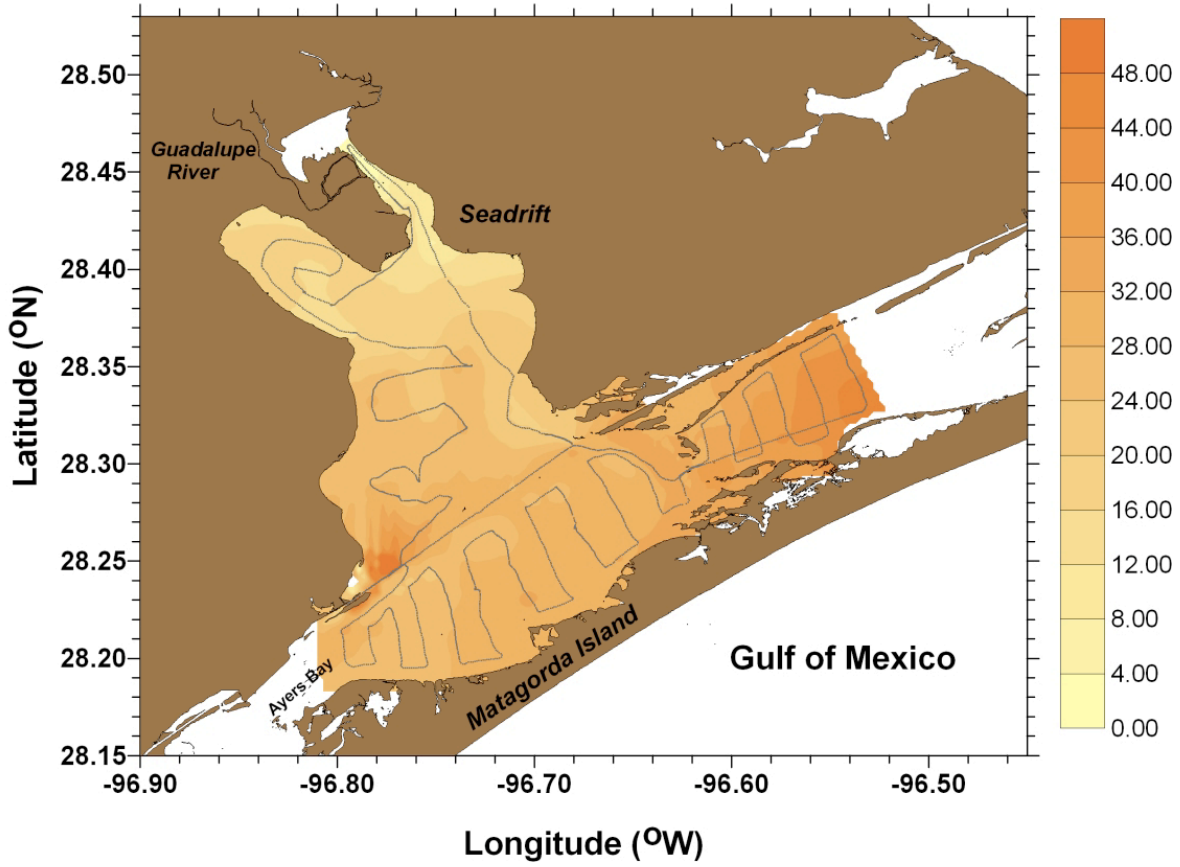 28.50
28.45
28.40
28.35
28.30
28.25
28.20
28.15
Latitude (ᴼN)
Guadalupe
River
Seadrift
Ayers Bay
Matagorda Island
Gulf of Mexico
-96.90 -96.80 -96.70 -96.60 -96.50
Longitude (ᴼW)
48.00
44.00
40.00
36.00
32.00
28.00
24.00
20.00
16.00
12.00
8.00
4.00
0.00